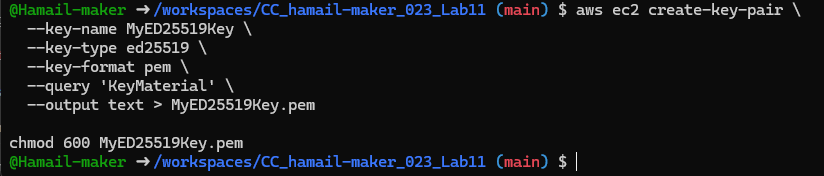 @Hamail-maker ➜ /workspaces/CC_hamail-maker_023_Lab11 (main) $ aws ec2 create-key-pair \
  --key-name MyED25519Key \
  --key-type ed25519 \
  --key-format pem \
  --query 'KeyMaterial' \
  --output text > MyED25519Key.pem

chmod 600 MyED25519Key.pem
@Hamail-maker ➜ /workspaces/CC_hamail-maker_023_Lab11 (main) $